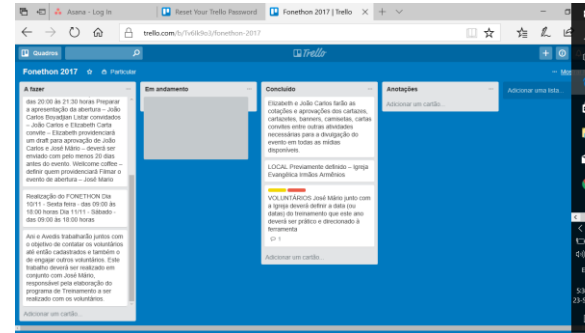 Asana - Log In
Reset Your Trello Password
Fonethon 2017 | Trello
trello.com/b/7v6Ik9o3/fonethon-2017
Quadros
Trello
Fonethon 2017
Particular
A fazer
das 20:00 às 21:30 horas Preparar
a apresentação da abertura – João
Carlos Boyadjian Listar convidados
– João Carlos e Elizabeth Carta
convite – Elizabeth providenciará
um draft para aprovação de João
Carlos e José Mário – deverá ser
enviado com pelo menos 20 dias
antes do evento. Welcome coffee –
definir quem providenciará Filmar o
evento de abertura – José Mario
Realização do FONETHON Dia
10/11 - Sexta feira - das 09:00 às
18:00 horas Dia 11/11 - Sábado -
das 09:00 às 18:00 horas
Ani e Avedis trabalharão juntos com
o objetivo de contatar os voluntários
até então cadastrados e também o
de engajar outros voluntários. Este
trabalho deverá ser realizado em
conjunto com José Mário,
responsável pela elaboração do
programa de Treinamento a ser
realizado com os voluntários.
Adicionar um cartão...
Em andamento
Concluído
Elizabeth e João Carlos farão as
cotações e aprovações dos cartazes,
cartazetes, banners, camisetas, cartas
convites entre outras atividades
necessárias para a divulgação do
evento em todas as mídias
disponíveis.
LOCAL Previamente definido – Igreja
Evangélica Irmãos Armênios
VOLUNTÁRIOS José Mário junto com
a Igreja deverá definir a data (ou
datas) do treinamento que este ano
deverá ser prático e direcionado à
ferramenta
1
Adicionar um cartão...
Anotações
Adicionar um cartão...
Adicionar uma lista...